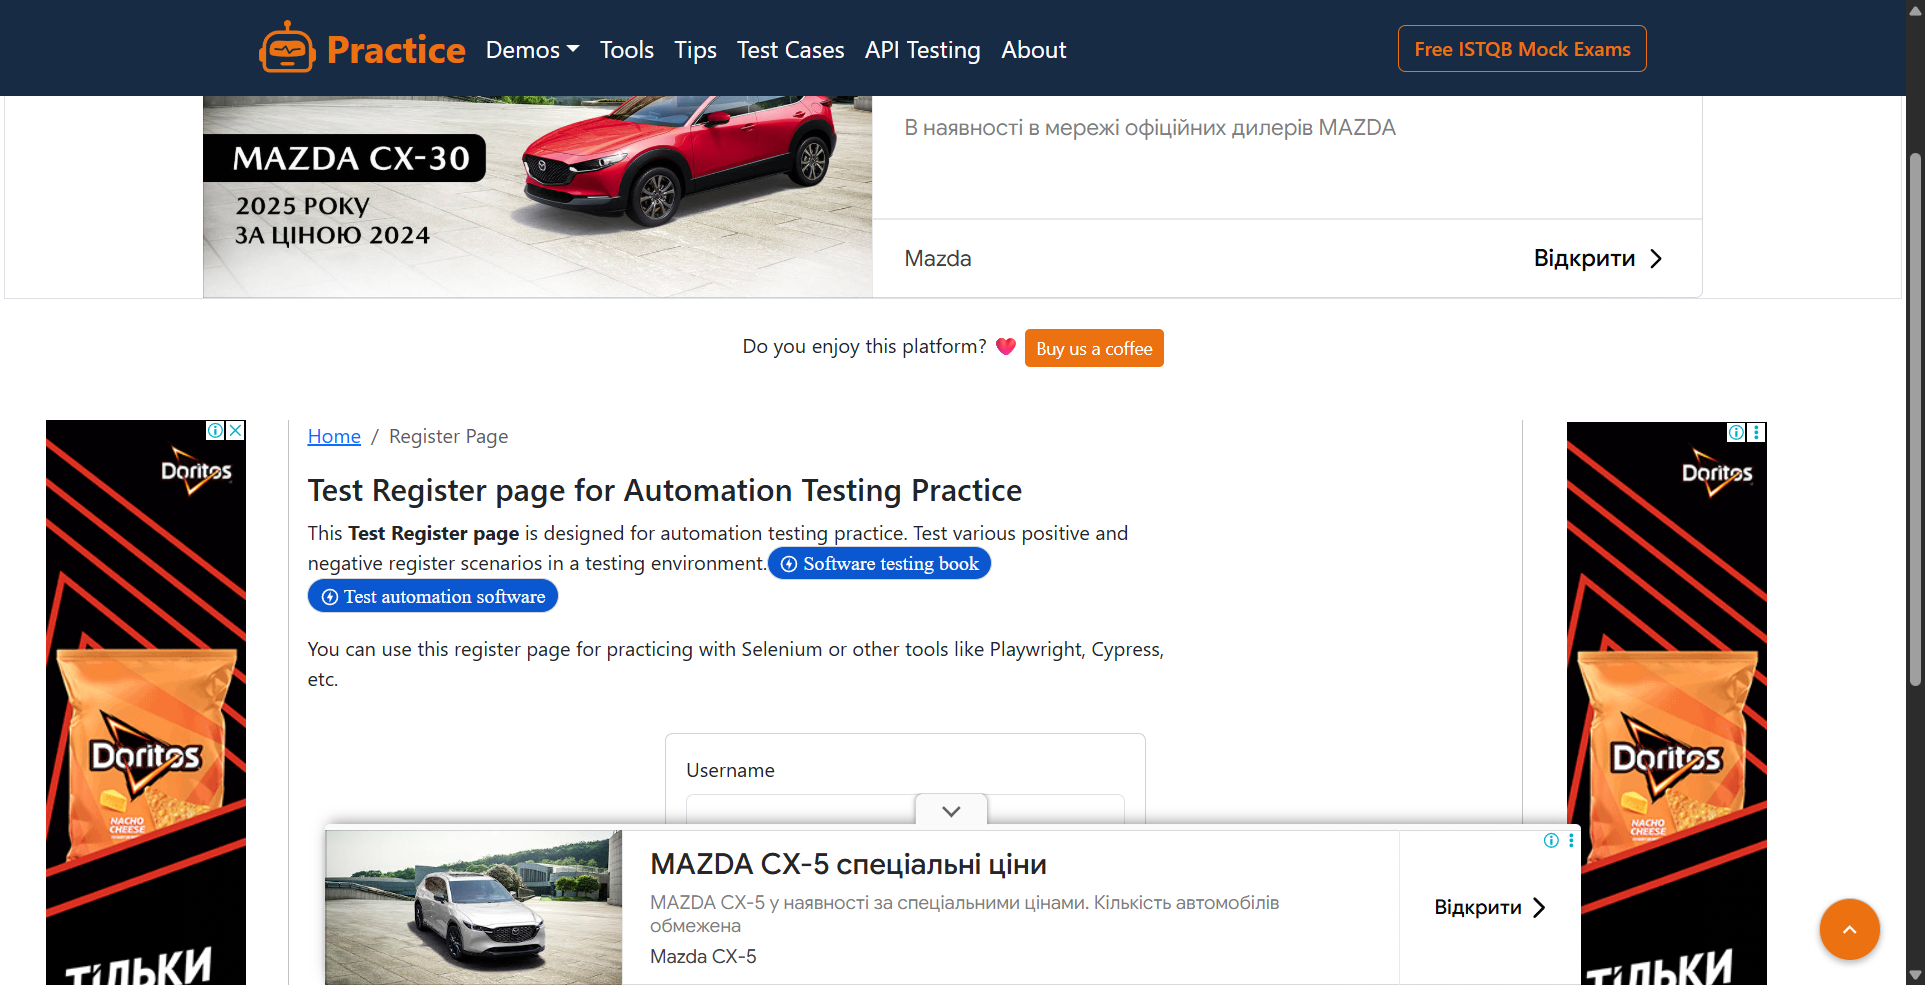 Practice
Demos
Tools
Tips
Test Cases
API Testing
About
Free ISTQB Mock Exams
MAZDA CX-30
2025 РОКУ
ЗА ЦІНОЮ 2024
В наявності в мережі офіційних дилерів MAZDA
Mazda
Відкрити
Do you enjoy this platform?
Buy us a coffee
Doritos
Doritos
NACHO
CHEESE
ТІЛЬКИ
Home / Register Page
Test Register page for Automation Testing Practice
This Test Register page is designed for automation testing practice. Test various positive and
negative register scenarios in a testing environment. Software testing book
Test automation software
You can use this register page for practicing with Selenium or other tools like Playwright, Cypress,
etc.
Username
Doritos
Doritos
NACHO
CHEESE
ТІЛЬКИ
MAZDA CX-5 спеціальні ціни
MAZDA CX-5 у наявності за спеціальними цінами. Кількість автомобілів
обмежена
Mazda CX-5
Відкрити